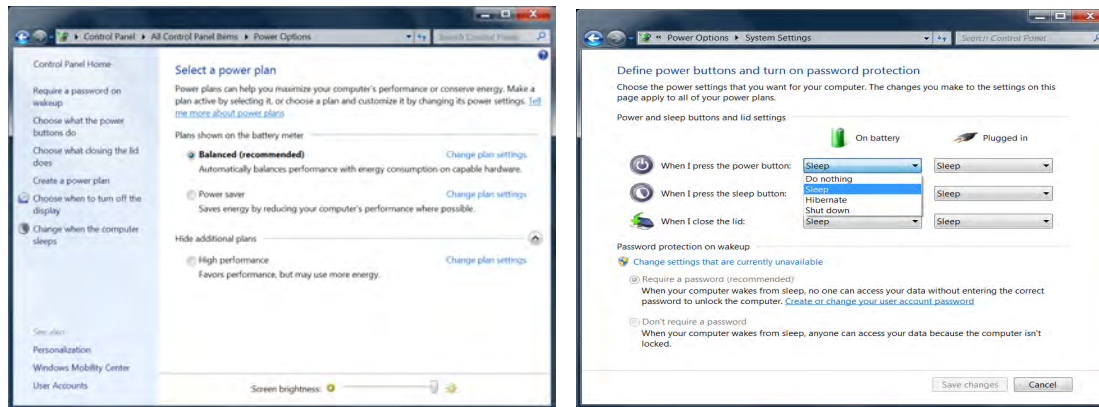 Control Panel ▸ All Control Panel Items ▸ Power Options
Search Control Panel
Control Panel Home
Require a password on
wakeup
Choose what the power
buttons do
Choose what closing the lid
does
Create a power plan
Choose when to turn off the
display
Change when the computer
sleeps
See also
Personalization
Windows Mobility Center
User Accounts
Select a power plan
Power plans can help you maximize your computer's performance or conserve energy. Make a
plan active by selecting it, or choose a plan and customize it by changing its power settings. Tell
me more about power plans
Plans shown on the battery meter
Balanced (recommended) Change plan settings
Automatically balances performance with energy consumption on capable hardware.
Power saver Change plan settings
Saves energy by reducing your computer's performance where possible.
Hide additional plans
High performance Change plan settings
Favors performance, but may use more energy.
Screen brightness:
« Power Options ▸ System Settings
Search Control Panel
Define power buttons and turn on password protection
Choose the power settings that you want for your computer. The changes you make to the settings on this
page apply to all of your power plans.
Power and sleep buttons and lid settings
On battery Plugged in
When I press the power button: Sleep Sleep
Do nothing
Sleep
Hibernate
Shut down
When I press the sleep button: Sleep
When I close the lid: Sleep Sleep
Password protection on wakeup
Change settings that are currently unavailable
Require a password (recommended)
When your computer wakes from sleep, no one can access your data without entering the correct
password to unlock the computer. Create or change your user account password
Don't require a password
When your computer wakes from sleep, anyone can access your data because the computer isn't
locked.
Save changes Cancel